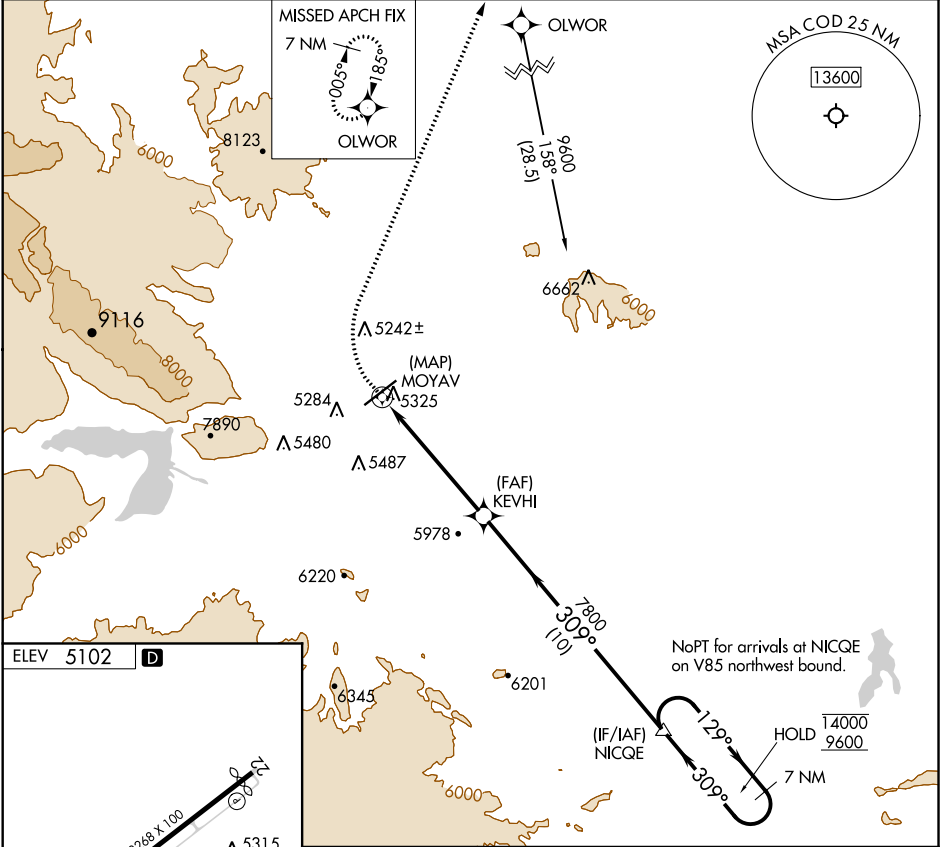 MISSED APCH FIX
7 NM
005°
185°
OLWOR
OLWOR
MSA COD 25 NM
13600
9600
158°
(28.5)
8123
6000
9116
8000
7890
6662
6000
5242±
(MAP)
MOYAV
5325
5284
5480
5487
(FAF)
KEVHI
5978
6000
6220
7800
309°
(10)
NoPT for arrivals at NICQE
on V85 northwest bound.
ELEV 5102 D
6345
6201
(IF/IAF)
NICQE
129°
309°
HOLD
14000
9600
7 NM
6000
22
P
268 X 100
5315